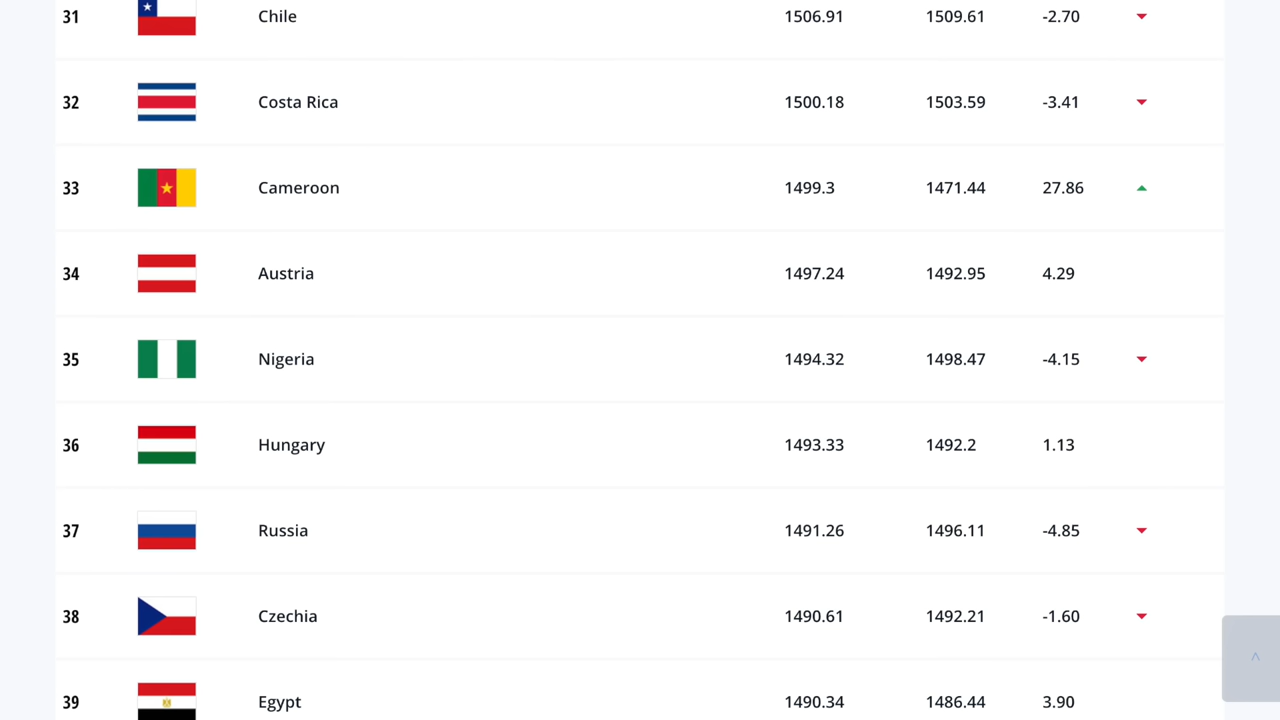 31 Chile 1506.91 1509.61 -2.70
32 Costa Rica 1500.18 1503.59 -3.41
33 Cameroon 1499.3 1471.44 27.86
34 Austria 1497.24 1492.95 4.29
35 Nigeria 1494.32 1498.47 -4.15
36 Hungary 1493.33 1492.2 1.13
37 Russia 1491.26 1496.11 -4.85
38 Czechia 1490.61 1492.21 -1.60
39 Egypt 1490.34 1486.44 3.90